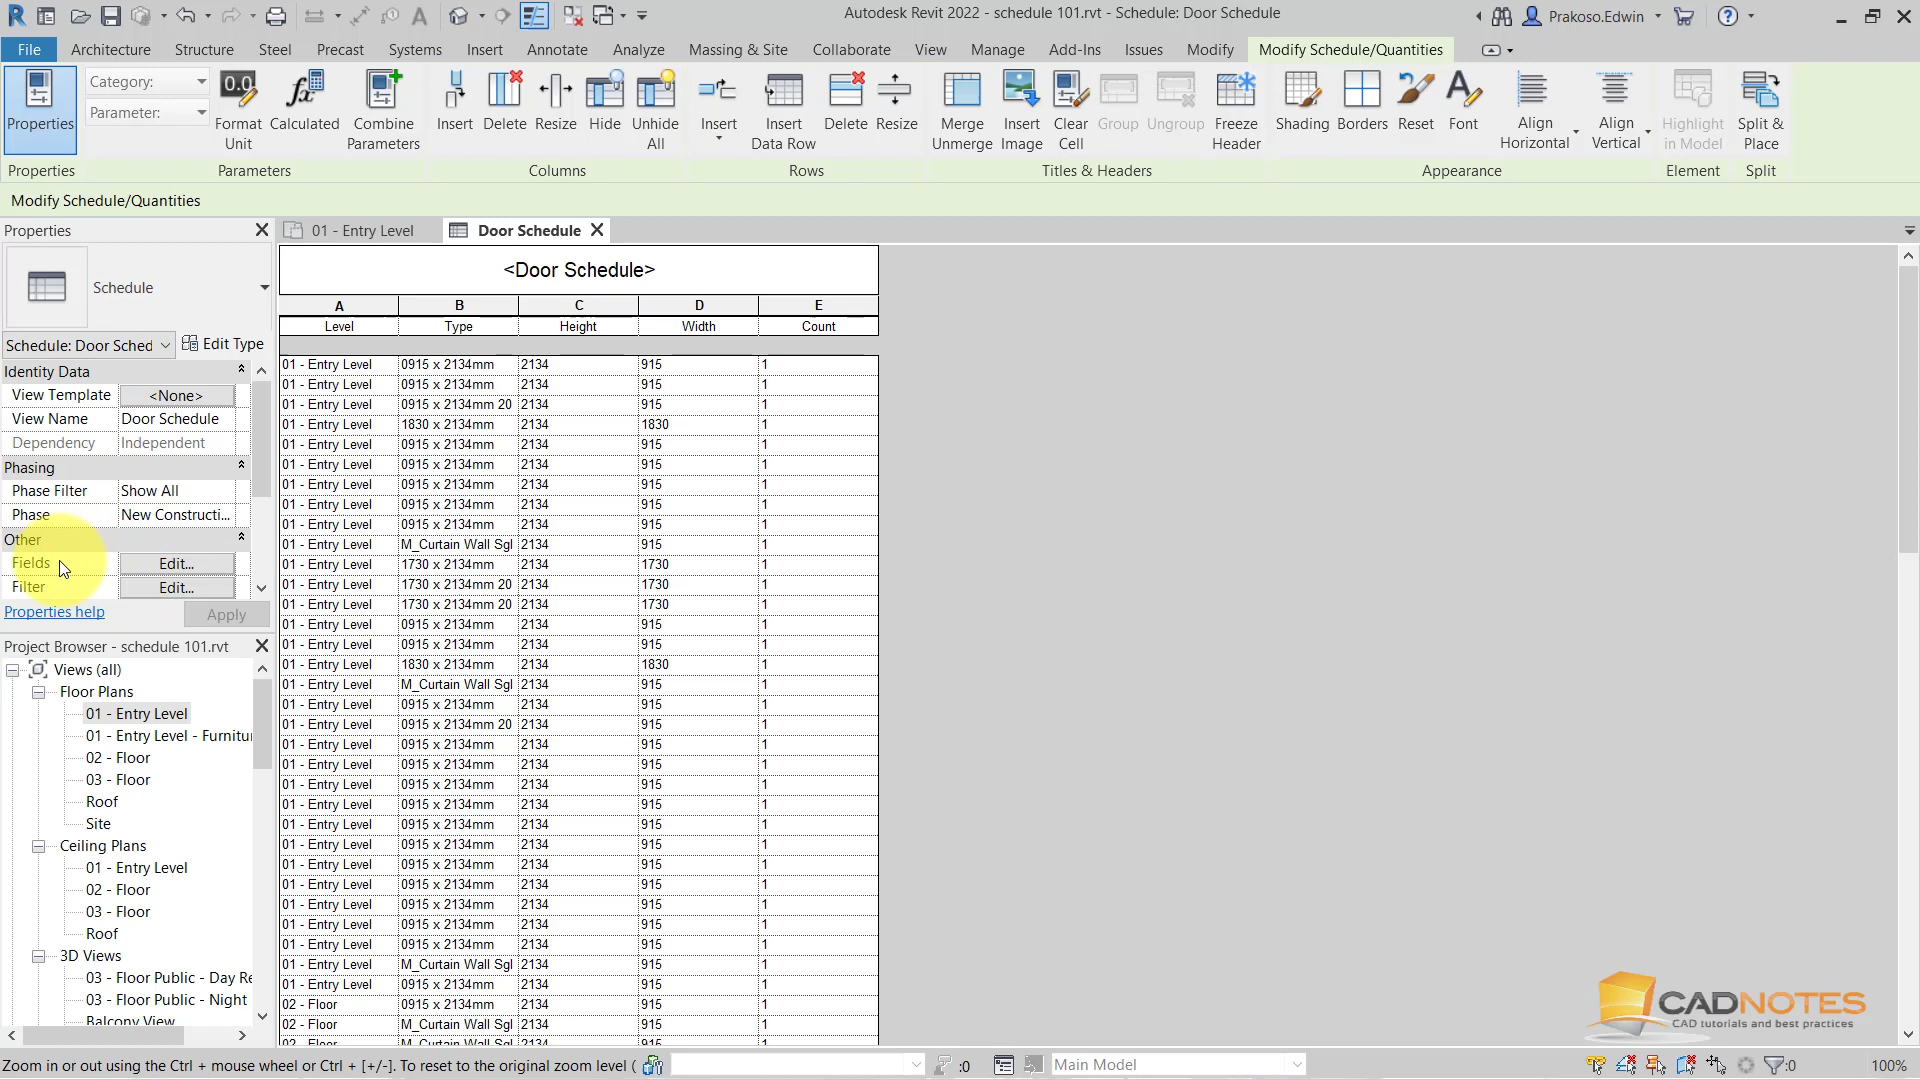 Autodesk Revit 2022 - schedule 101.rvt - Schedule: Door Schedule
Prakoso.Edwin
File Architecture Structure Steel Precast Systems Insert Annotate Analyze Massing & Site Collaborate View Manage Add-Ins Issues Modify Modify Schedule/Quantities
Category:
Parameter:
Properties Format Unit Calculated Combine Parameters Insert Delete Resize Hide Unhide All Insert Insert Data Row Delete Resize Merge Unmerge Insert Image Clear Cell Group Ungroup Freeze Header Shading Borders Reset Font Align Horizontal Align Vertical Highlight in Model Split & Place
Properties Parameters Columns Rows Titles & Headers Appearance Element Split
Modify Schedule/Quantities
Properties
Schedule
Schedule: Door Sched Edit Type
Identity Data
View Template <None>
View Name Door Schedule
Dependency Independent
Phasing
Phase Filter Show All
Phase New Constructi...
Other
Fields Edit...
Filter Edit...
Properties help Apply
Project Browser - schedule 101.rvt
Views (all)
Floor Plans
01 - Entry Level
01 - Entry Level - Furnitu
02 - Floor
03 - Floor
Roof
Site
Ceiling Plans
01 - Entry Level
02 - Floor
03 - Floor
Roof
3D Views
03 - Floor Public - Day Re
03 - Floor Public - Night
Balcony View
01 - Entry Level Door Schedule
<Door Schedule>
A B C D E
Level Type Height Width Count
01 - Entry Level 0915 x 2134mm 2134 915 1
01 - Entry Level 0915 x 2134mm 2134 915 1
01 - Entry Level 0915 x 2134mm 20 2134 915 1
01 - Entry Level 1830 x 2134mm 2134 1830 1
01 - Entry Level 0915 x 2134mm 2134 915 1
01 - Entry Level 0915 x 2134mm 2134 915 1
01 - Entry Level 0915 x 2134mm 2134 915 1
01 - Entry Level 0915 x 2134mm 2134 915 1
01 - Entry Level 0915 x 2134mm 2134 915 1
01 - Entry Level M_Curtain Wall Sgl 2134 915 1
01 - Entry Level 1730 x 2134mm 2134 1730 1
01 - Entry Level 1730 x 2134mm 20 2134 1730 1
01 - Entry Level 1730 x 2134mm 20 2134 1730 1
01 - Entry Level 0915 x 2134mm 2134 915 1
01 - Entry Level 0915 x 2134mm 2134 915 1
01 - Entry Level 1830 x 2134mm 2134 1830 1
01 - Entry Level M_Curtain Wall Sgl 2134 915 1
01 - Entry Level 0915 x 2134mm 2134 915 1
01 - Entry Level 0915 x 2134mm 20 2134 915 1
01 - Entry Level 0915 x 2134mm 2134 915 1
01 - Entry Level 0915 x 2134mm 2134 915 1
01 - Entry Level 0915 x 2134mm 2134 915 1
01 - Entry Level 0915 x 2134mm 2134 915 1
01 - Entry Level 0915 x 2134mm 2134 915 1
01 - Entry Level 0915 x 2134mm 2134 915 1
01 - Entry Level 0915 x 2134mm 2134 915 1
01 - Entry Level 0915 x 2134mm 2134 915 1
01 - Entry Level 0915 x 2134mm 2134 915 1
01 - Entry Level 0915 x 2134mm 2134 915 1
01 - Entry Level 0915 x 2134mm 2134 915 1
01 - Entry Level M_Curtain Wall Sgl 2134 915 1
01 - Entry Level 0915 x 2134mm 2134 915 1
02 - Floor 0915 x 2134mm 2134 915 1
02 - Floor M_Curtain Wall Sgl 2134 915 1
02 - Floor M_Curtain Wall Sgl 2134 915 1
CADNOTES
CAD tutorials and best practices
Zoom in or out using the Ctrl + mouse wheel or Ctrl + [+/-]. To reset to the original zoom level ( :0 Main Model :0 100%